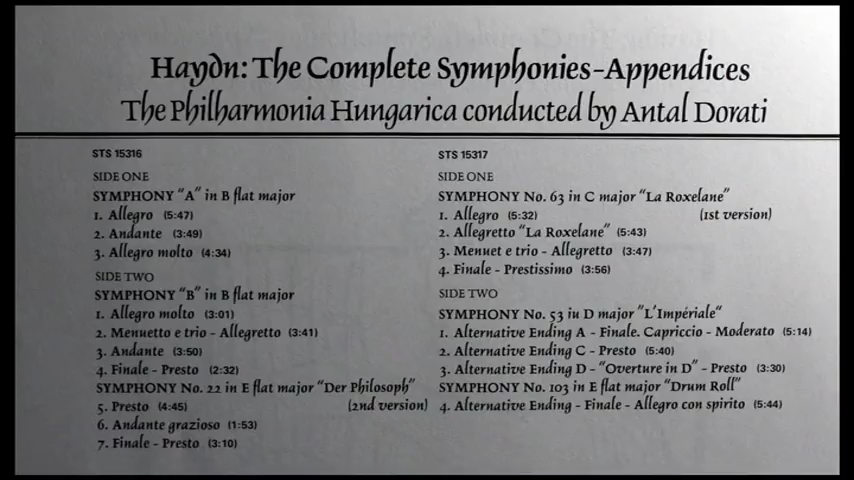 Haydn: The Complete Symphonies-Appendices
The Philharmonia Hungarica conducted by Antal Dorati
STS 15316
SIDE ONE
SYMPHONY "A" in B flat major
1. Allegro (5:47)
2. Andante (3:49)
3. Allegro molto (4:34)
SIDE TWO
SYMPHONY "B" in B flat major
1. Allegro molto (3:01)
2. Menuetto e trio - Allegretto (3:41)
3. Andante (3:50)
4. Finale - Presto (2:32)
SYMPHONY No. 22 in E flat major "Der Philosoph"
5. Presto (4:45) (2nd version)
6. Andante grazioso (1:53)
7. Finale - Presto (3:10)
STS 15317
SIDE ONE
SYMPHONY No. 63 in C major "La Roxelane"
1. Allegro (5:32) (1st version)
2. Allegretto "La Roxelane" (5:43)
3. Menuet e trio - Allegretto (3:47)
4. Finale - Prestissimo (3:56)
SIDE TWO
SYMPHONY No. 53 iu D major "L'Impériale"
1. Alternative Ending A - Finale. Capriccio - Moderato (5:14)
2. Alternative Ending C - Presto (5:40)
3. Alternative Ending D - "Overture in D" - Presto (3:30)
SYMPHONY No. 103 in E flat major "Drum Roll"
4. Alternative Ending - Finale - Allegro con spirito (5:44)